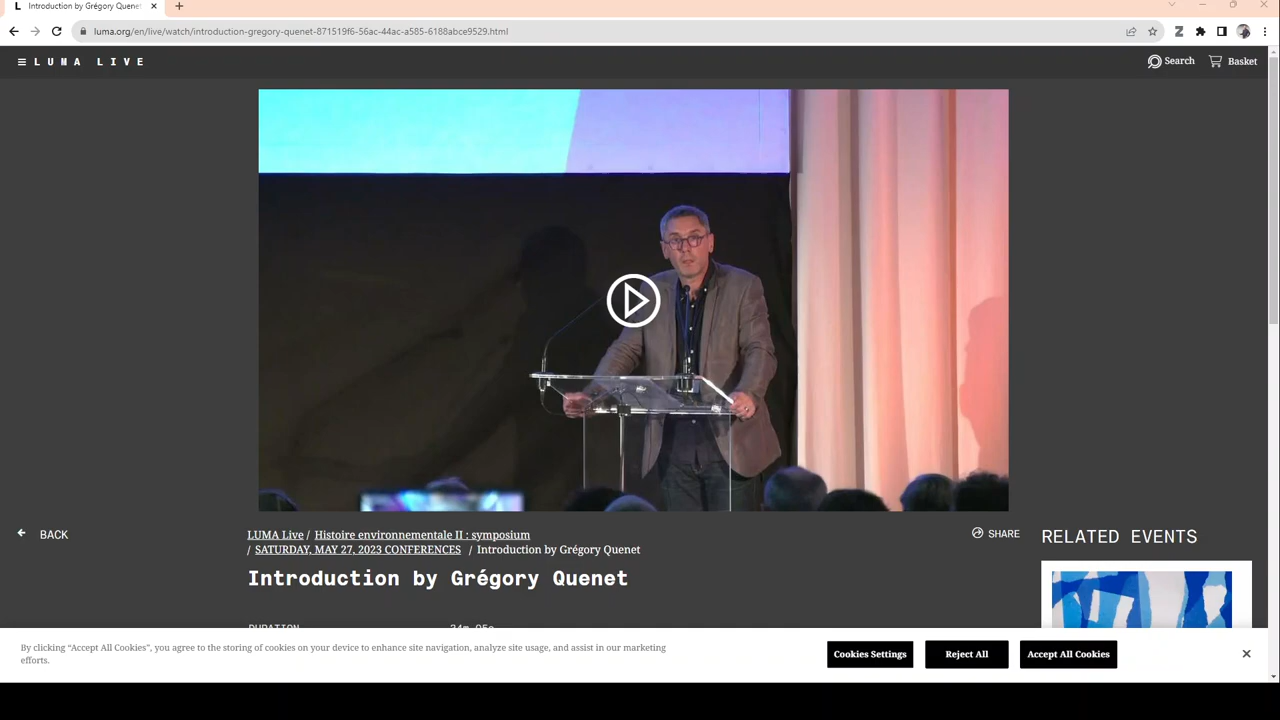 Introduction by Grégory Quenet
luma.org/en/live/watch/introduction-gregory-quenet-871519f6-56ac-44ac-a585-6188abce9529.html
LUMA LIVE
Search
Basket
BACK
LUMA Live / Histoire environnementale II : symposium
/ SATURDAY, MAY 27, 2023 CONFERENCES / Introduction by Grégory Quenet
SHARE
RELATED EVENTS
Introduction by Grégory Quenet
By clicking “Accept All Cookies”, you agree to the storing of cookies on your device to enhance site navigation, analyze site usage, and assist in our marketing
efforts.
Cookies Settings
Reject All
Accept All Cookies